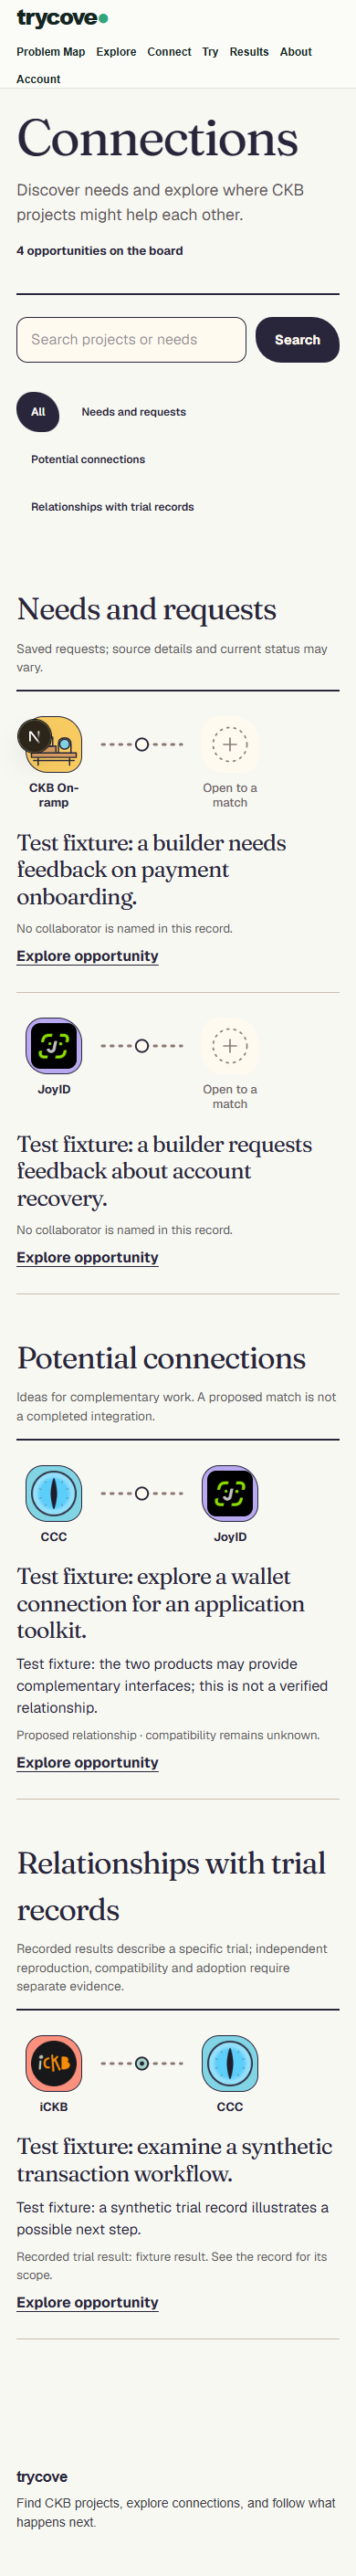 trycove
Problem Map Explore Connect Try Results About
Account
Connections
Discover needs and explore where CKB
projects might help each other.
4 opportunities on the board
Search projects or needs Search
All Needs and requests
Potential connections
Relationships with trial records
Needs and requests
Saved requests; source details and current status may
vary.
N
CKB On-
ramp
Open to a
match
Test fixture: a builder needs
feedback on payment
onboarding.
No collaborator is named in this record.
Explore opportunity
J
JoyID
Open to a
match
Test fixture: a builder requests
feedback about account
recovery.
No collaborator is named in this record.
Explore opportunity
Potential connections
Ideas for complementary work. A proposed match is not
a completed integration.
J
CCC JoyID
Test fixture: explore a wallet
connection for an application
toolkit.
Test fixture: the two products may provide
complementary interfaces; this is not a verified
relationship.
Proposed relationship · compatibility remains unknown.
Explore opportunity
Relationships with trial
records
Recorded results describe a specific trial; independent
reproduction, compatibility and adoption require
separate evidence.
iCKB
iCKB CCC
Test fixture: examine a synthetic
transaction workflow.
Test fixture: a synthetic trial record illustrates a
possible next step.
Recorded trial result: fixture result. See the record for its
scope.
Explore opportunity
trycove
Find CKB projects, explore connections, and follow what
happens next.